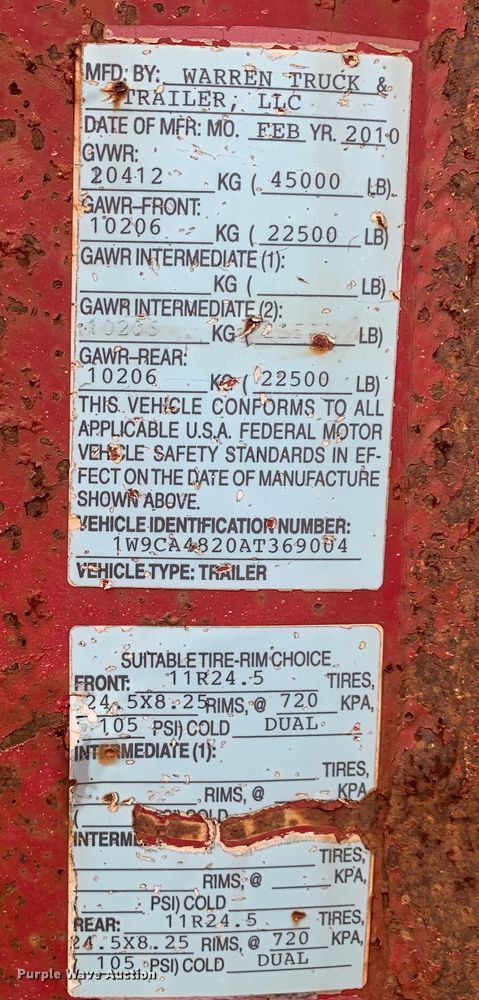 MFD. BY: WARREN TRUCK &
TRAILER, LLC
DATE OF MFR: MO. FEB YR. 2010
GVWR:
20412 KG ( 45000 LB)
GAWR-FRONT:
10206 KG ( 22500 LB)
GAWR INTERMEDIATE (1):
KG ( LB)
GAWR INTERMEDIATE (2):
10206 KG ( LB)
GAWR-REAR:
10206 KG ( 22500 LB)
THIS VEHICLE CONFORMS TO ALL
APPLICABLE U.S.A. FEDERAL MOTOR
VEHICLE SAFETY STANDARDS IN EF-
FECT ON THE DATE OF MANUFACTURE
SHOWN ABOVE.
VEHICLE IDENTIFICATION NUMBER:
1W9CA4820AT369004
VEHICLE TYPE: TRAILER
SUITABLE TIRE-RIM CHOICE
FRONT: 11R24.5 TIRES,
24.5X8.25 RIMS, @ 720 KPA,
105 PSI) COLD DUAL
INTERMEDIATE (1):
TIRES,
RIMS, @ KPA
( COLD
TIRES,
RIMS, @ KPA,
PSI) COLD
REAR: 11R24.5 TIRES,
24.5X8.25 RIMS, @ 720 KPA,
105 PSI) COLD DUAL
Purple Wave Auction